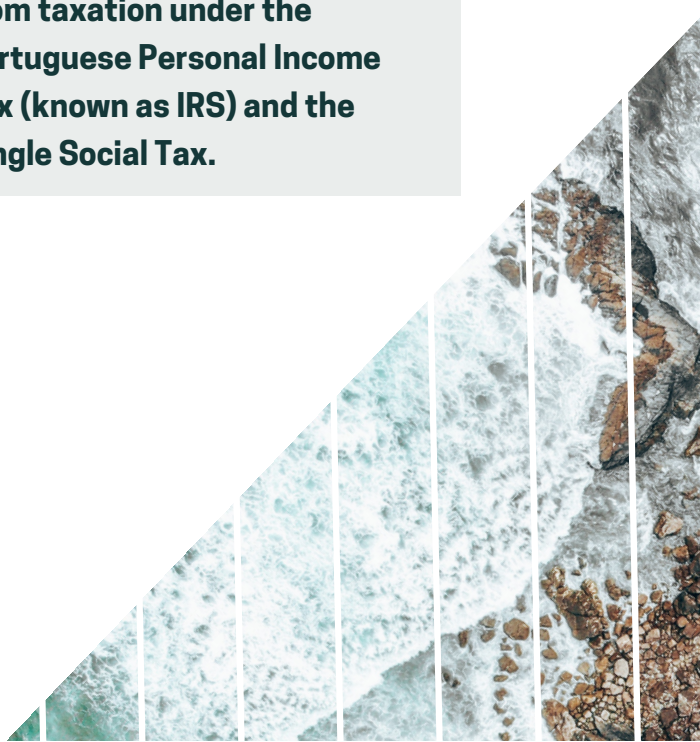 om taxation under the
rtuguese Personal Income
x (known as IRS) and the
ngle Social Tax.